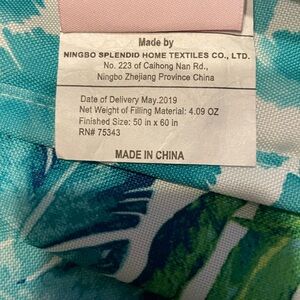 Made by
NINGBO SPLENDID HOME TEXTILES CO., LTD.
No. 223 of Caihong Nan Rd.,
Ningbo Zhejiang Province China
Date of Delivery May.2019
Net Weight of Filling Material: 4.09 OZ
Finished Size: 50 in x 60 in
RN# 75343
MADE IN CHINA